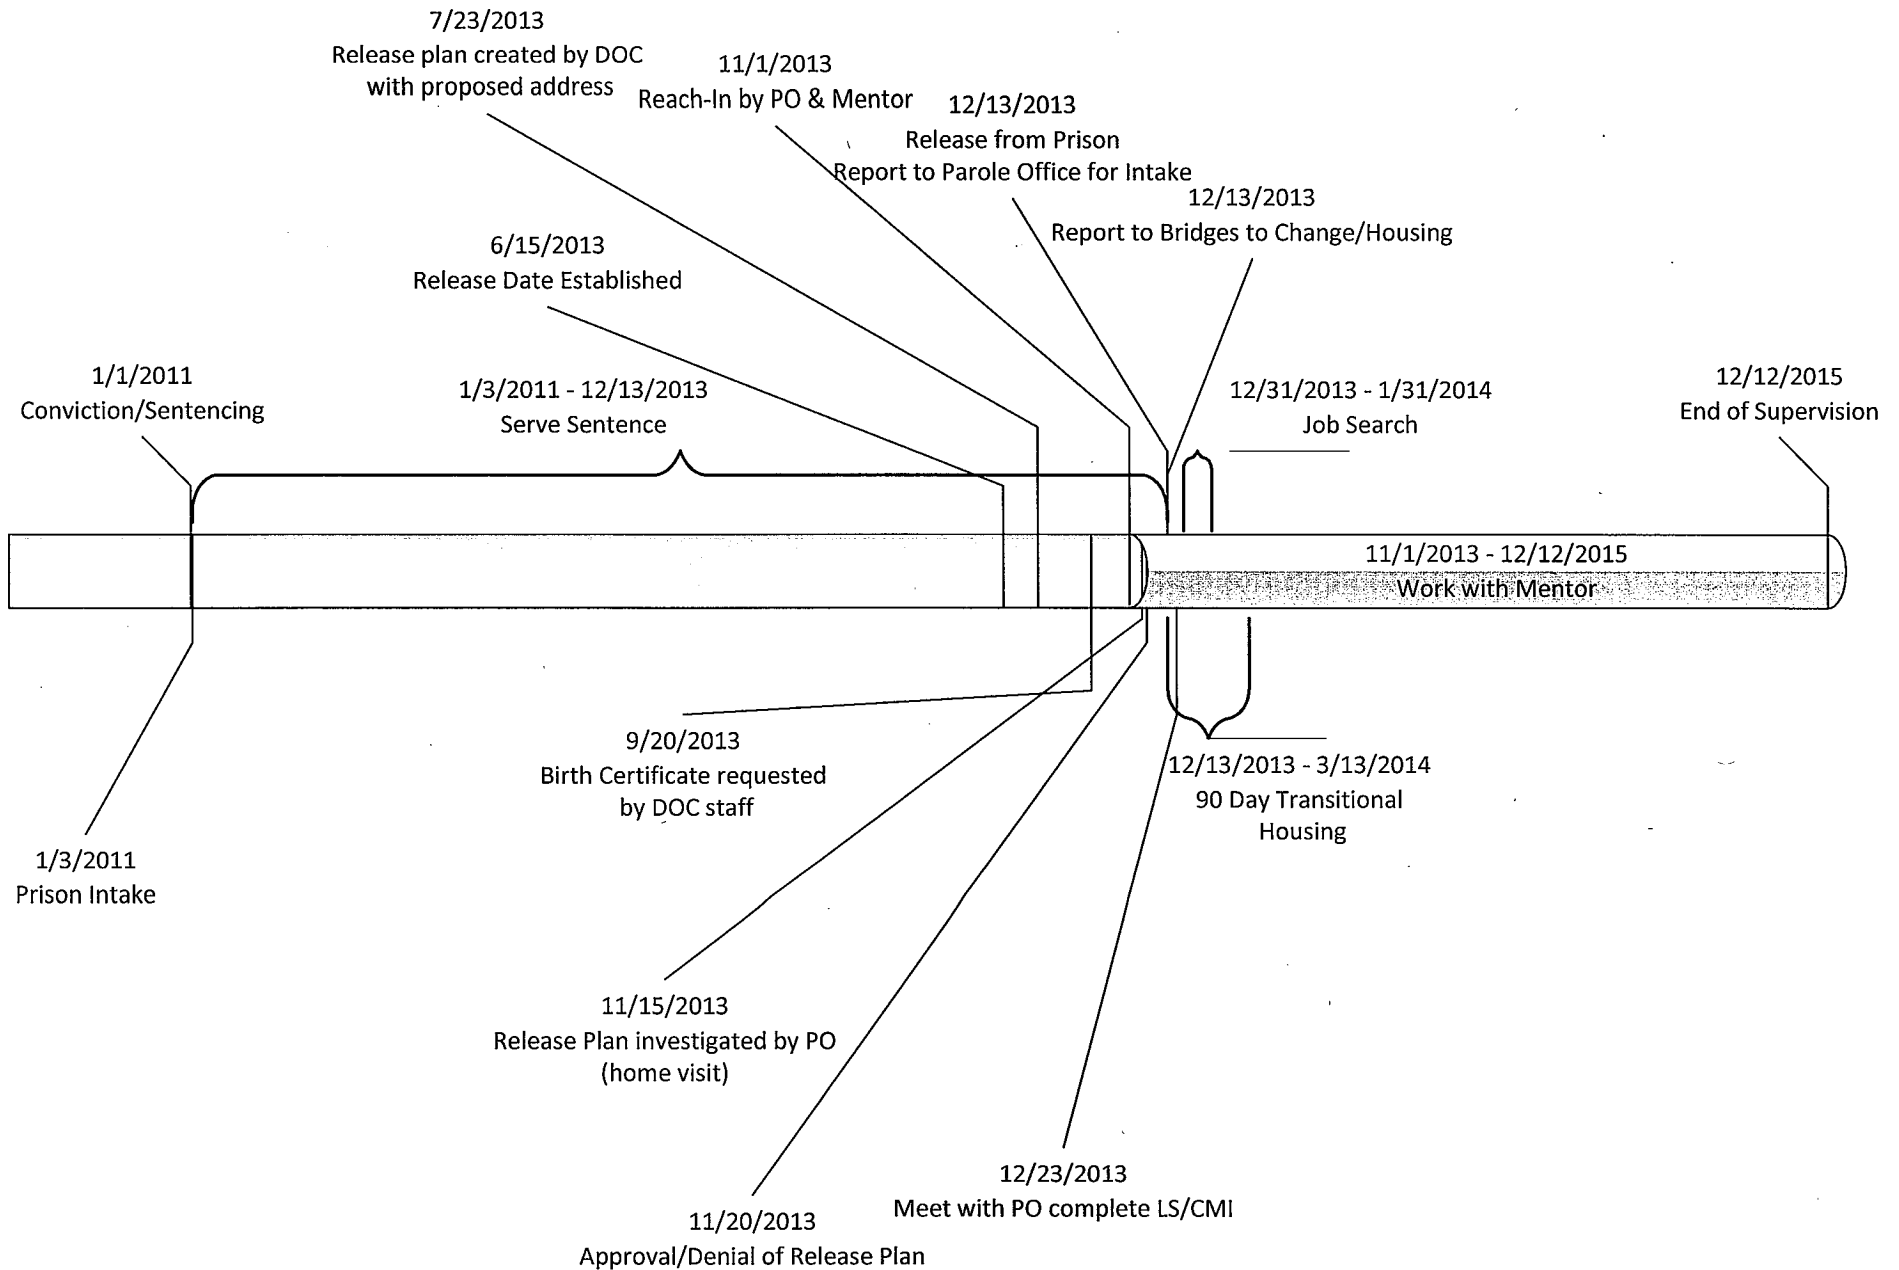 7/23/2013
Release plan created by DOC
with proposed address
11/1/2013
Reach-In by PO & Mentor
12/13/2013
Release from Prison
Report to Parole Office for Intake
12/13/2013
Report to Bridges to Change/Housing
6/15/2013
Release Date Established
1/1/2011
Conviction/Sentencing
1/3/2011 - 12/13/2013
Serve Sentence
12/31/2013 - 1/31/2014
Job Search
12/12/2015
End of Supervision
11/1/2013 - 12/12/2015
Work with Mentor
9/20/2013
Birth Certificate requested
by DOC staff
12/13/2013 - 3/13/2014
90 Day Transitional
Housing
1/3/2011
Prison Intake
11/15/2013
Release Plan investigated by PO
(home visit)
12/23/2013
Meet with PO complete LS/CMI
11/20/2013
Approval/Denial of Release Plan